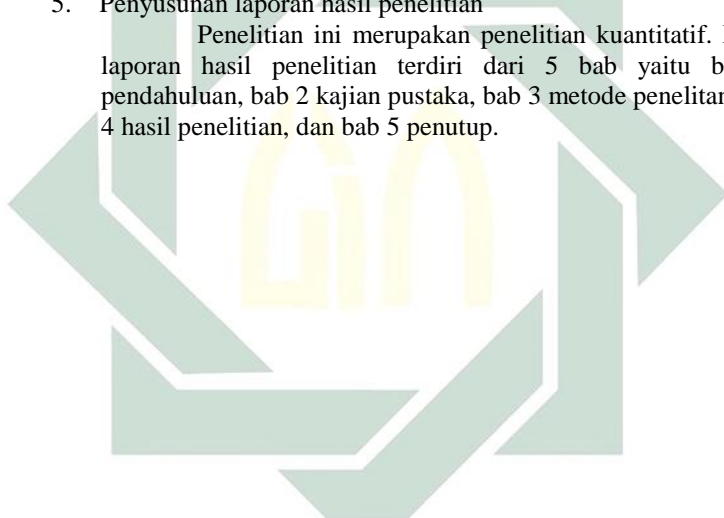 5. Penyusunan laporan hasil penelitian
Penelitian ini merupakan penelitian kuantitatif.
laporan hasil penelitian terdiri dari 5 bab yaitu
pendahuluan, bab 2 kajian pustaka, bab 3 metode penelitan
4 hasil penelitian, dan bab 5 penutup.